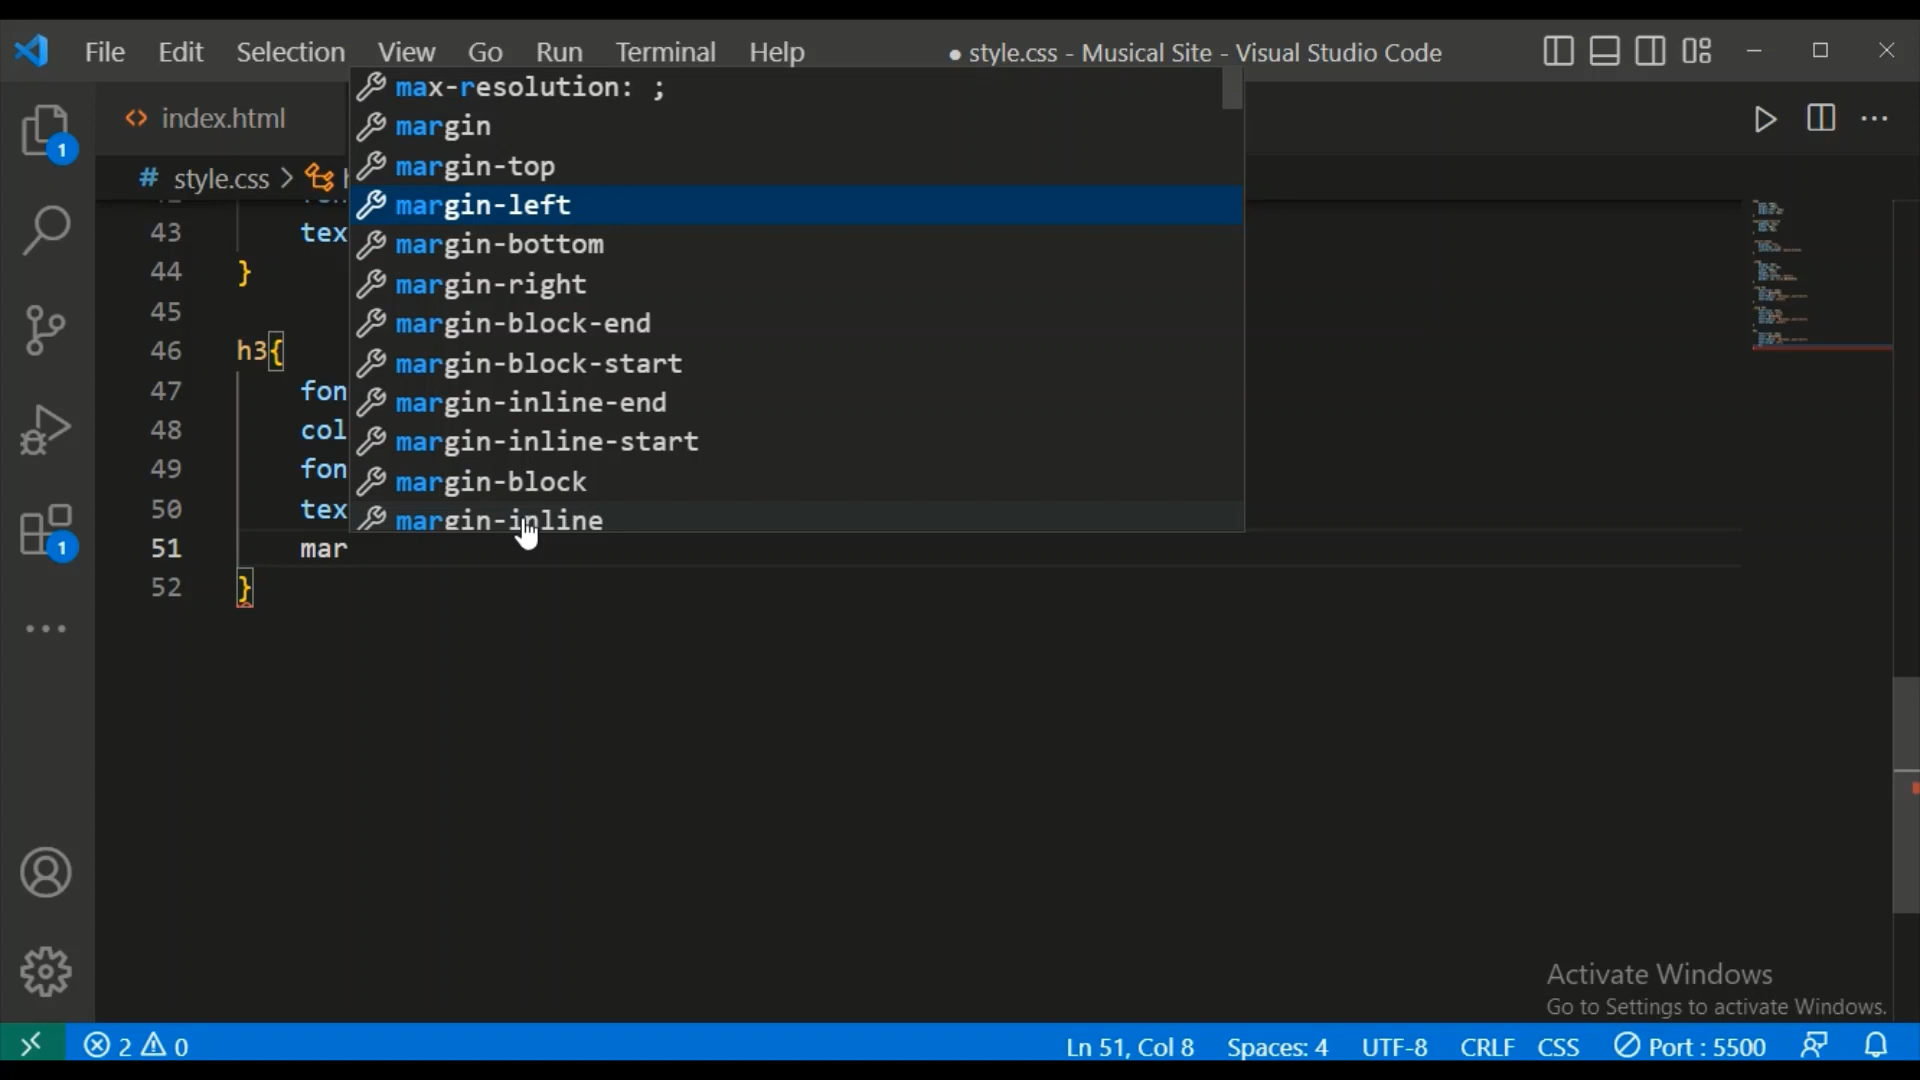 File Edit Selection View Go Run Terminal Help
● style.css - Musical Site - Visual Studio Code
index.html
# style.css >
max-resolution: ;
margin
margin-top
margin-left
margin-bottom
margin-right
margin-block-end
margin-block-start
margin-inline-end
margin-inline-start
margin-block
margin-inline
43 tex
44 }
45
46 h3{
47 fon
48 col
49 fon
50 tex
51 mar
52 }
1
1
Activate Windows
Go to Settings to activate Windows.
2 0
Ln 51, Col 8 Spaces: 4 UTF-8 CRLF CSS Port : 5500